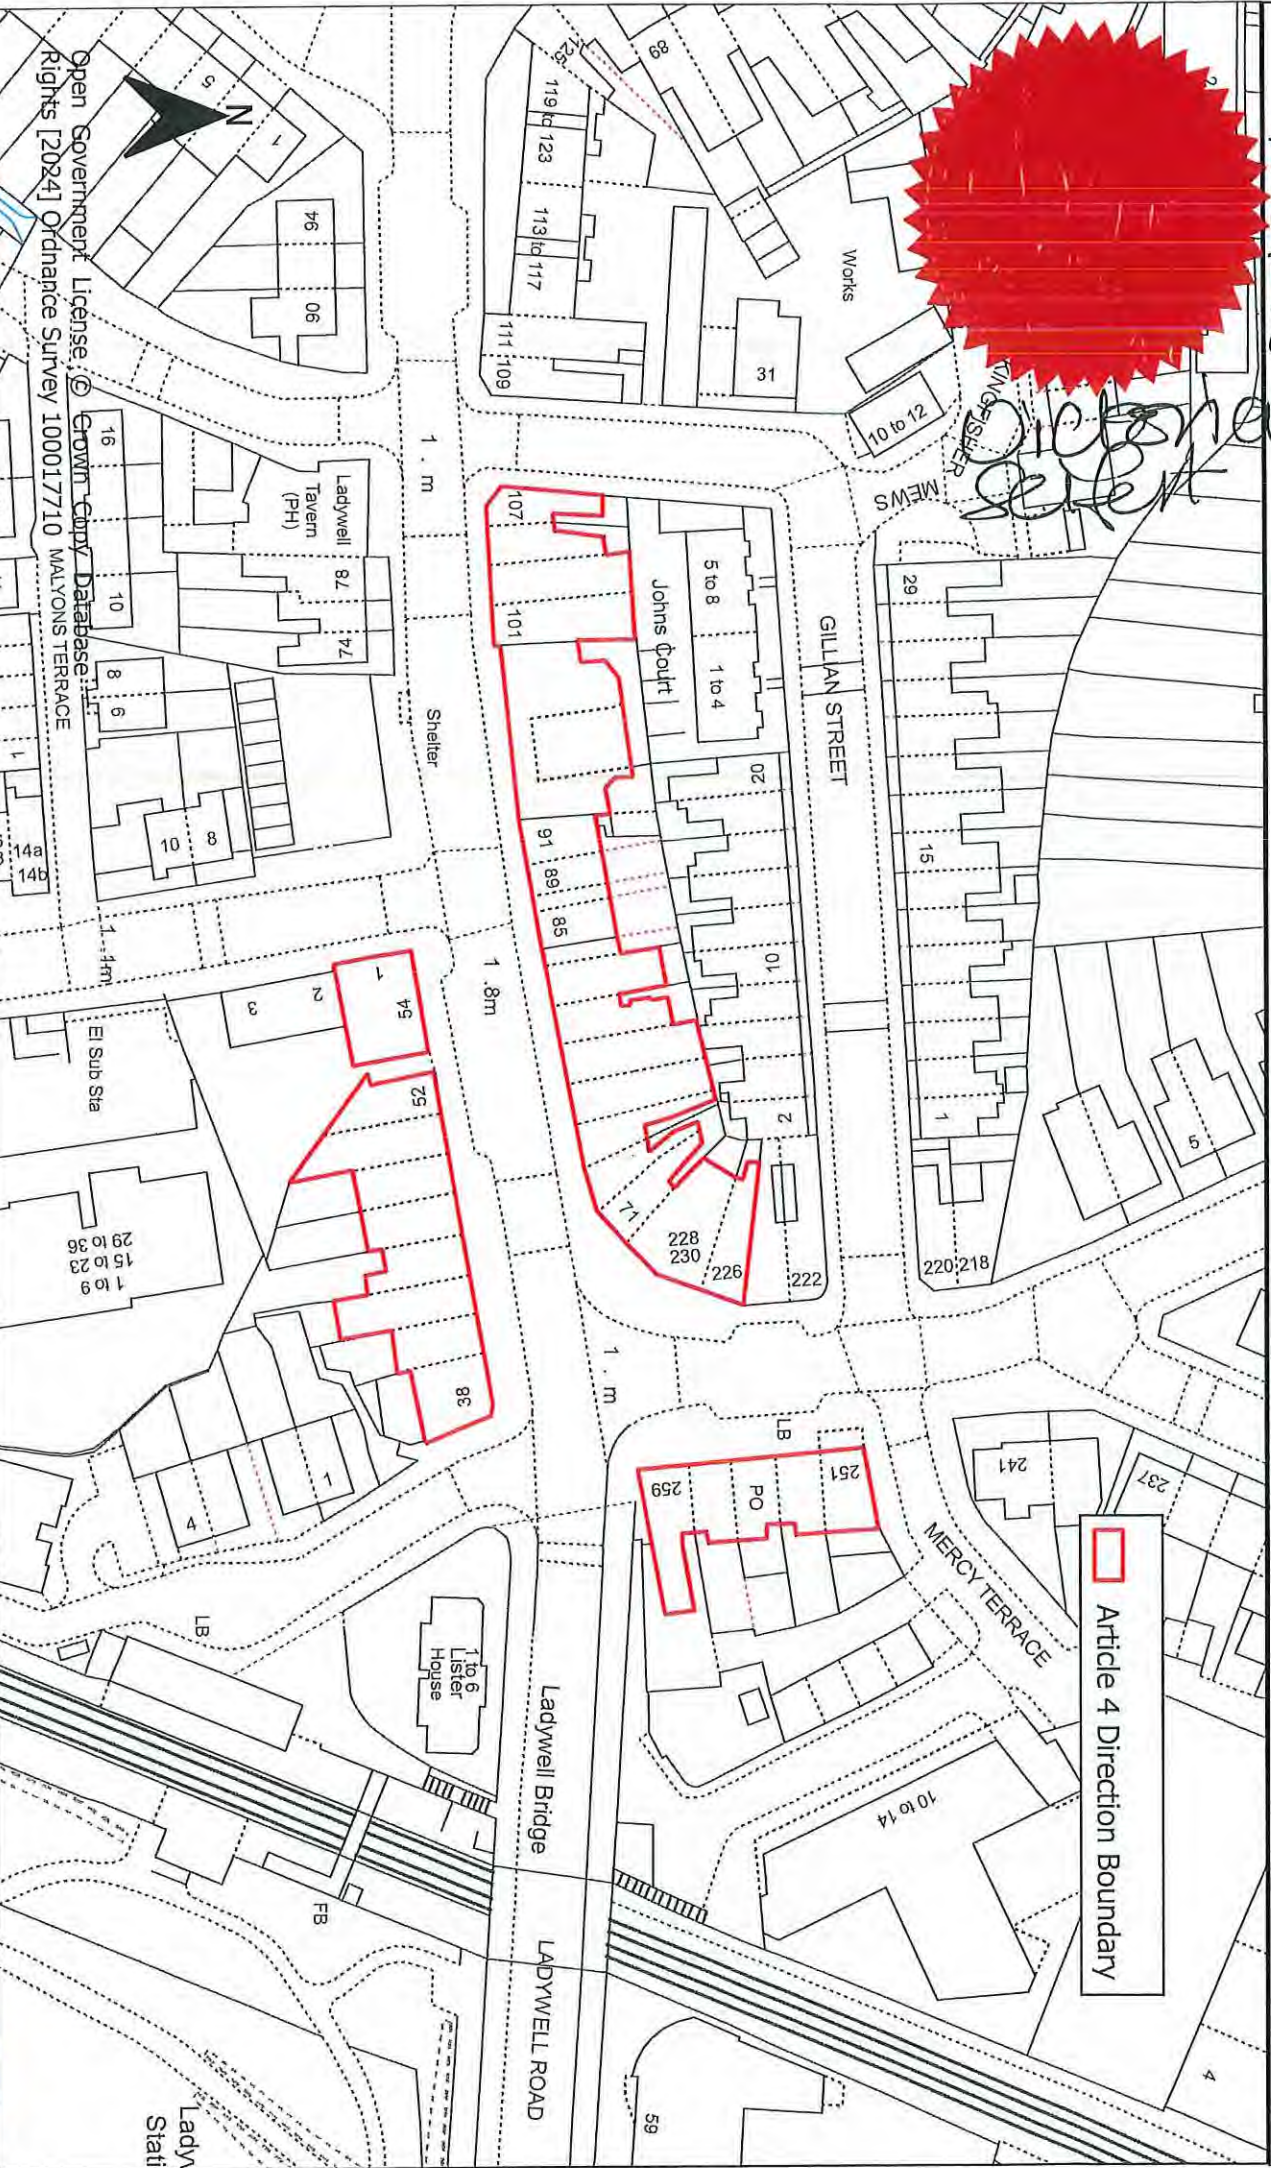 Article 4 Direction Boundary
2
89
125
119 to 123
113 to 117
111
109
Works
31
10 to 12
KINGFISHER
MEWS
N
5
1
94
90
Ladywell
Tavern
(PH)
78
74
16
10
8
6
MALYONS TERRACE
1
10
8
14a
14b
1 . m
107
101
5 to 8
1 to 4
Johns Court
GILLIAN STREET
29
15
1
20
10
2
Shelter
91
89
85
71
228
230
226
222
220
218
5
1 .8m
1
54
2
3
52
38
El Sub Sta
1 to 9
15 to 23
29 to 36
1
4
1 . m
LB
251
PO
259
241
237
MERCY TERRACE
10 to 14
4
LB
1 to 6
Lister
House
Ladywell Bridge
LADYWELL ROAD
FB
59
Open Government License © Crown Copy Database
Rights [2024] Ordnance Survey 100017710